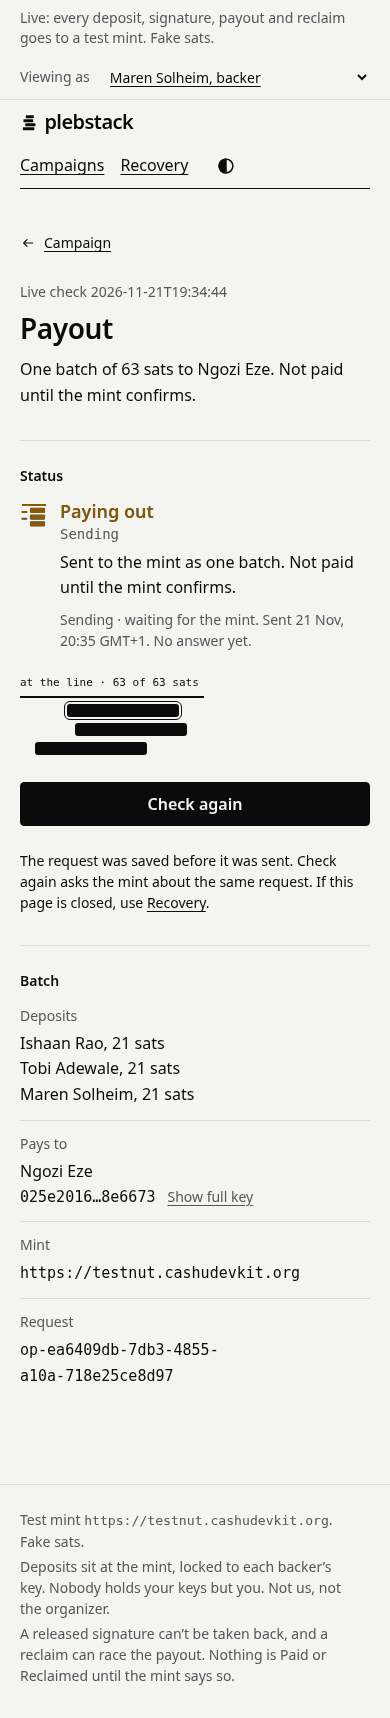 Live: every deposit, signature, payout and reclaim
goes to a test mint. Fake sats.
Viewing as Maren Solheim, backer
plebstack
Campaigns Recovery
← Campaign
Live check 2026-11-21T19:34:44
Payout
One batch of 63 sats to Ngozi Eze. Not paid
until the mint confirms.
Status
Paying out
Sending
Sent to the mint as one batch. Not paid
until the mint confirms.
Sending · waiting for the mint. Sent 21 Nov,
20:35 GMT+1. No answer yet.
at the line · 63 of 63 sats
Check again
The request was saved before it was sent. Check
again asks the mint about the same request. If this
page is closed, use Recovery.
Batch
Deposits
Ishaan Rao, 21 sats
Tobi Adewale, 21 sats
Maren Solheim, 21 sats
Pays to
Ngozi Eze
025e2016…8e6673 Show full key
Mint
https://testnut.cashudevkit.org
Request
op-ea6409db-7db3-4855-
a10a-718e25ce8d97
Test mint https://testnut.cashudevkit.org.
Fake sats.
Deposits sit at the mint, locked to each backer’s
key. Nobody holds your keys but you. Not us, not
the organizer.
A released signature can’t be taken back, and a
reclaim can race the payout. Nothing is Paid or
Reclaimed until the mint says so.